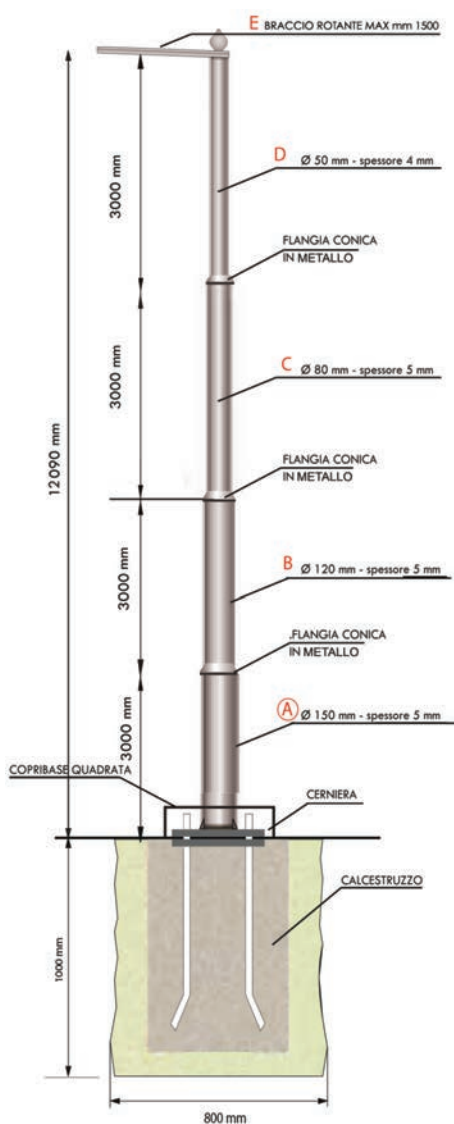 E BRACCIO ROTANTE MAX mm 1500
D Ø 50 mm - spessore 4 mm
3000 mm
FLANGIA CONICA
IN METALLO
C Ø 80 mm - spessore 5 mm
3000 mm
12090 mm
FLANGIA CONICA
IN METALLO
B Ø 120 mm - spessore 5 mm
3000 mm
.FLANGIA CONICA
IN METALLO
A Ø 150 mm - spessore 5 mm
3000 mm
COPRIBASE QUADRATA
CERNIERA
CALCESTRUZZO
1000 mm
800 mm